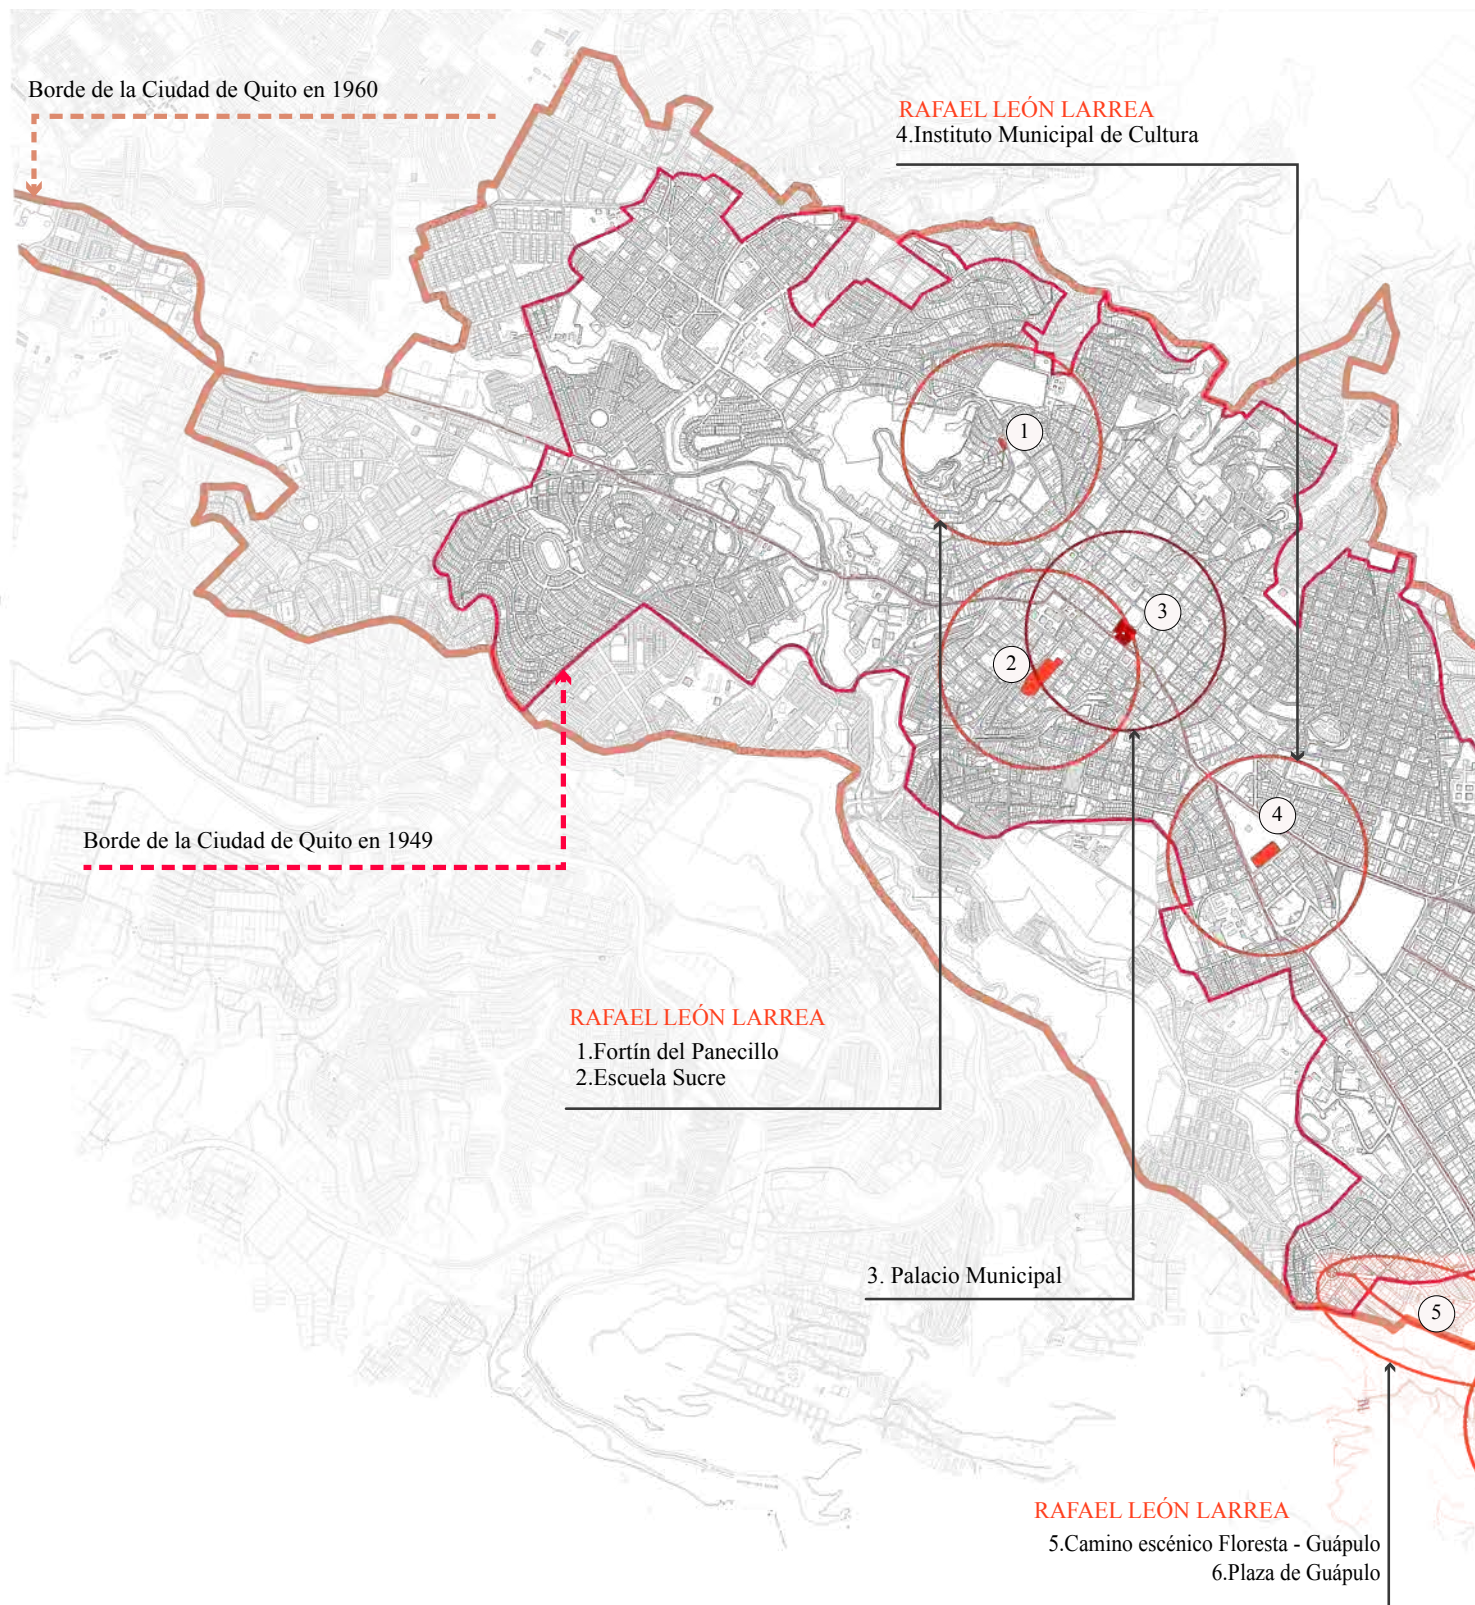 Borde de la Ciudad de Quito en 1960
RAFAEL LEÓN LARREA
4.Instituto Municipal de Cultura
1
3
2
4
Borde de la Ciudad de Quito en 1949
RAFAEL LEÓN LARREA
1.Fortín del Panecillo
2.Escuela Sucre
3. Palacio Municipal
5
RAFAEL LEÓN LARREA
5.Camino escénico Floresta - Guápulo
6.Plaza de Guápulo